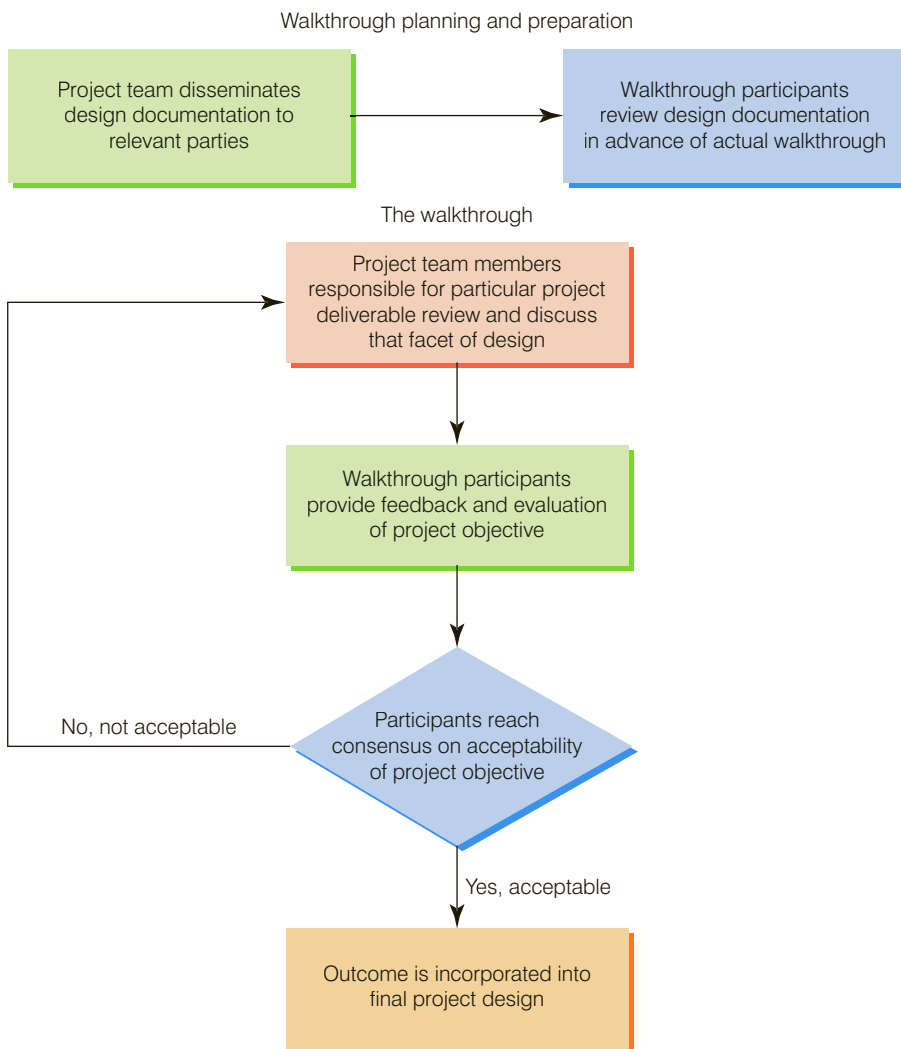 Walkthrough planning and preparation
Project team disseminates
design documentation to
relevant parties
Walkthrough participants
review design documentation
in advance of actual walkthrough
The walkthrough
Project team members
responsible for particular project
deliverable review and discuss
that facet of design
Walkthrough participants
provide feedback and evaluation
of project objective
No, not acceptable
Participants reach
consensus on acceptability
of project objective
Yes, acceptable
Outcome is incorporated into
final project design